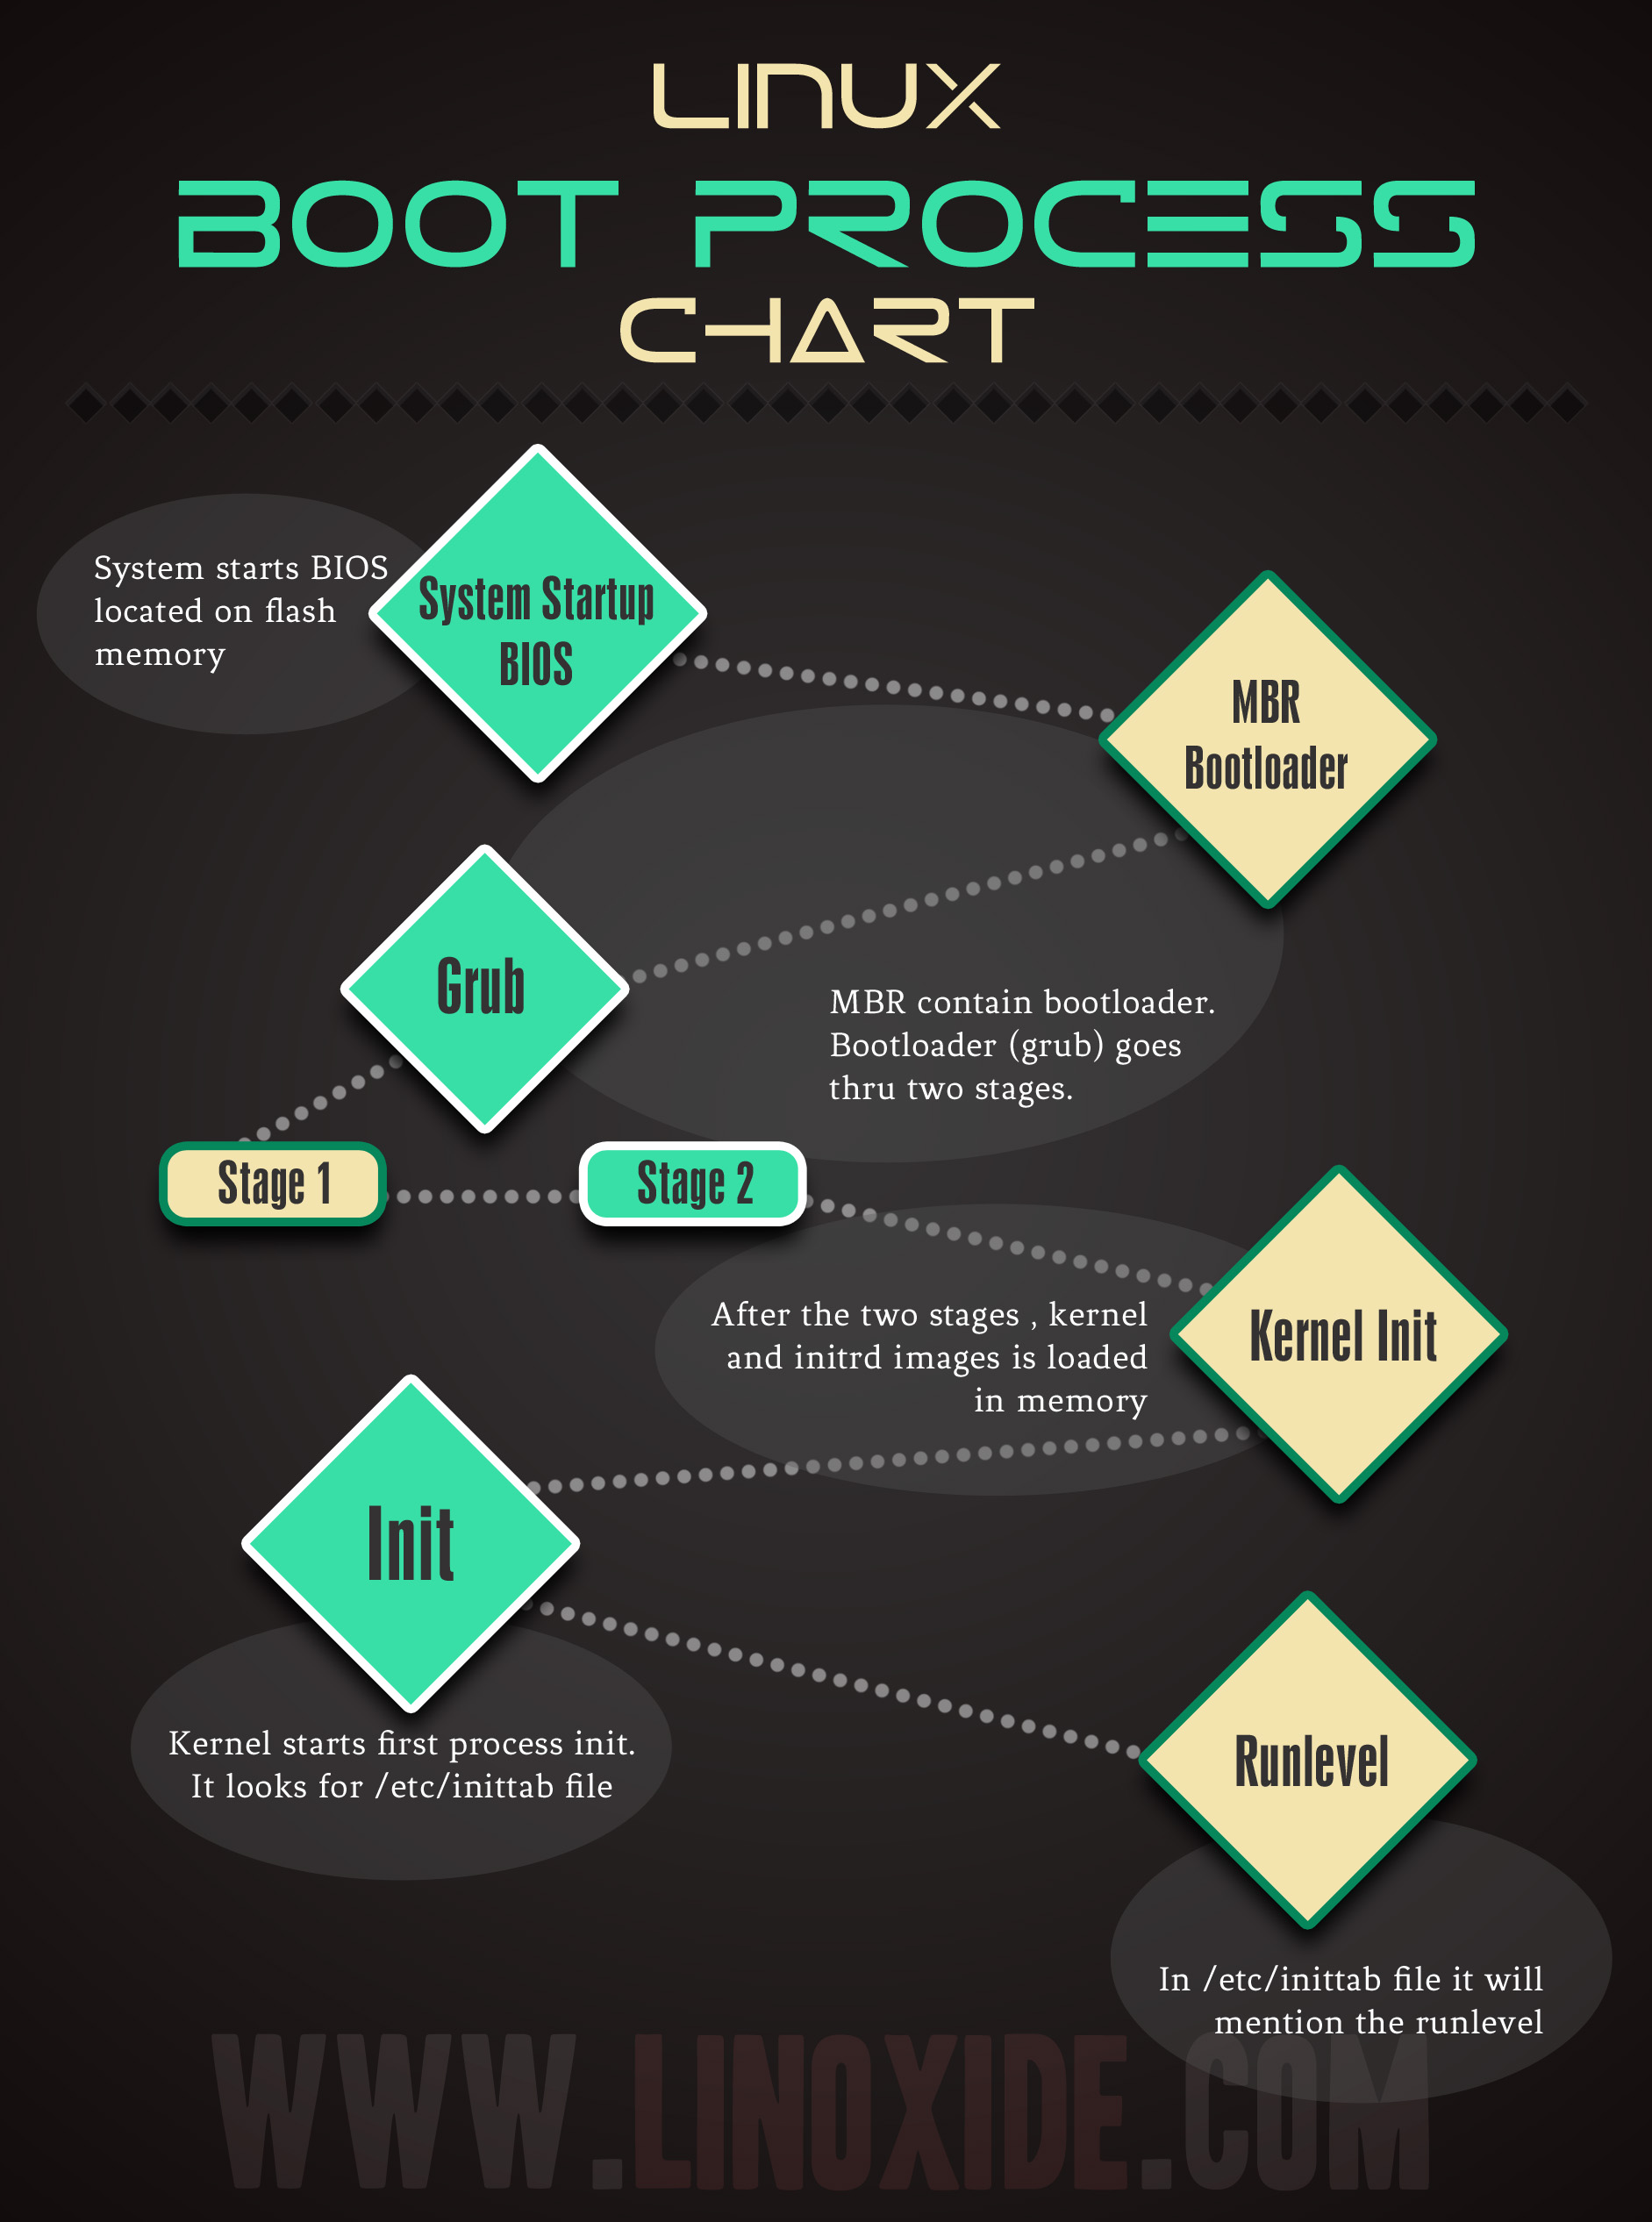 LINUX
BOOT PROCESS
CHART
System starts BIOS
located on flash
memory
System Startup
BIOS
MBR
Bootloader
Grub
MBR contain bootloader.
Bootloader (grub) goes
thru two stages.
Stage 1
Stage 2
After the two stages , kernel
and initrd images is loaded
in memory
Kernel Init
Init
Kernel starts first process init.
It looks for /etc/inittab file
Runlevel
In /etc/inittab file it will
mention the runlevel
WWW.LINOXIDE.COM